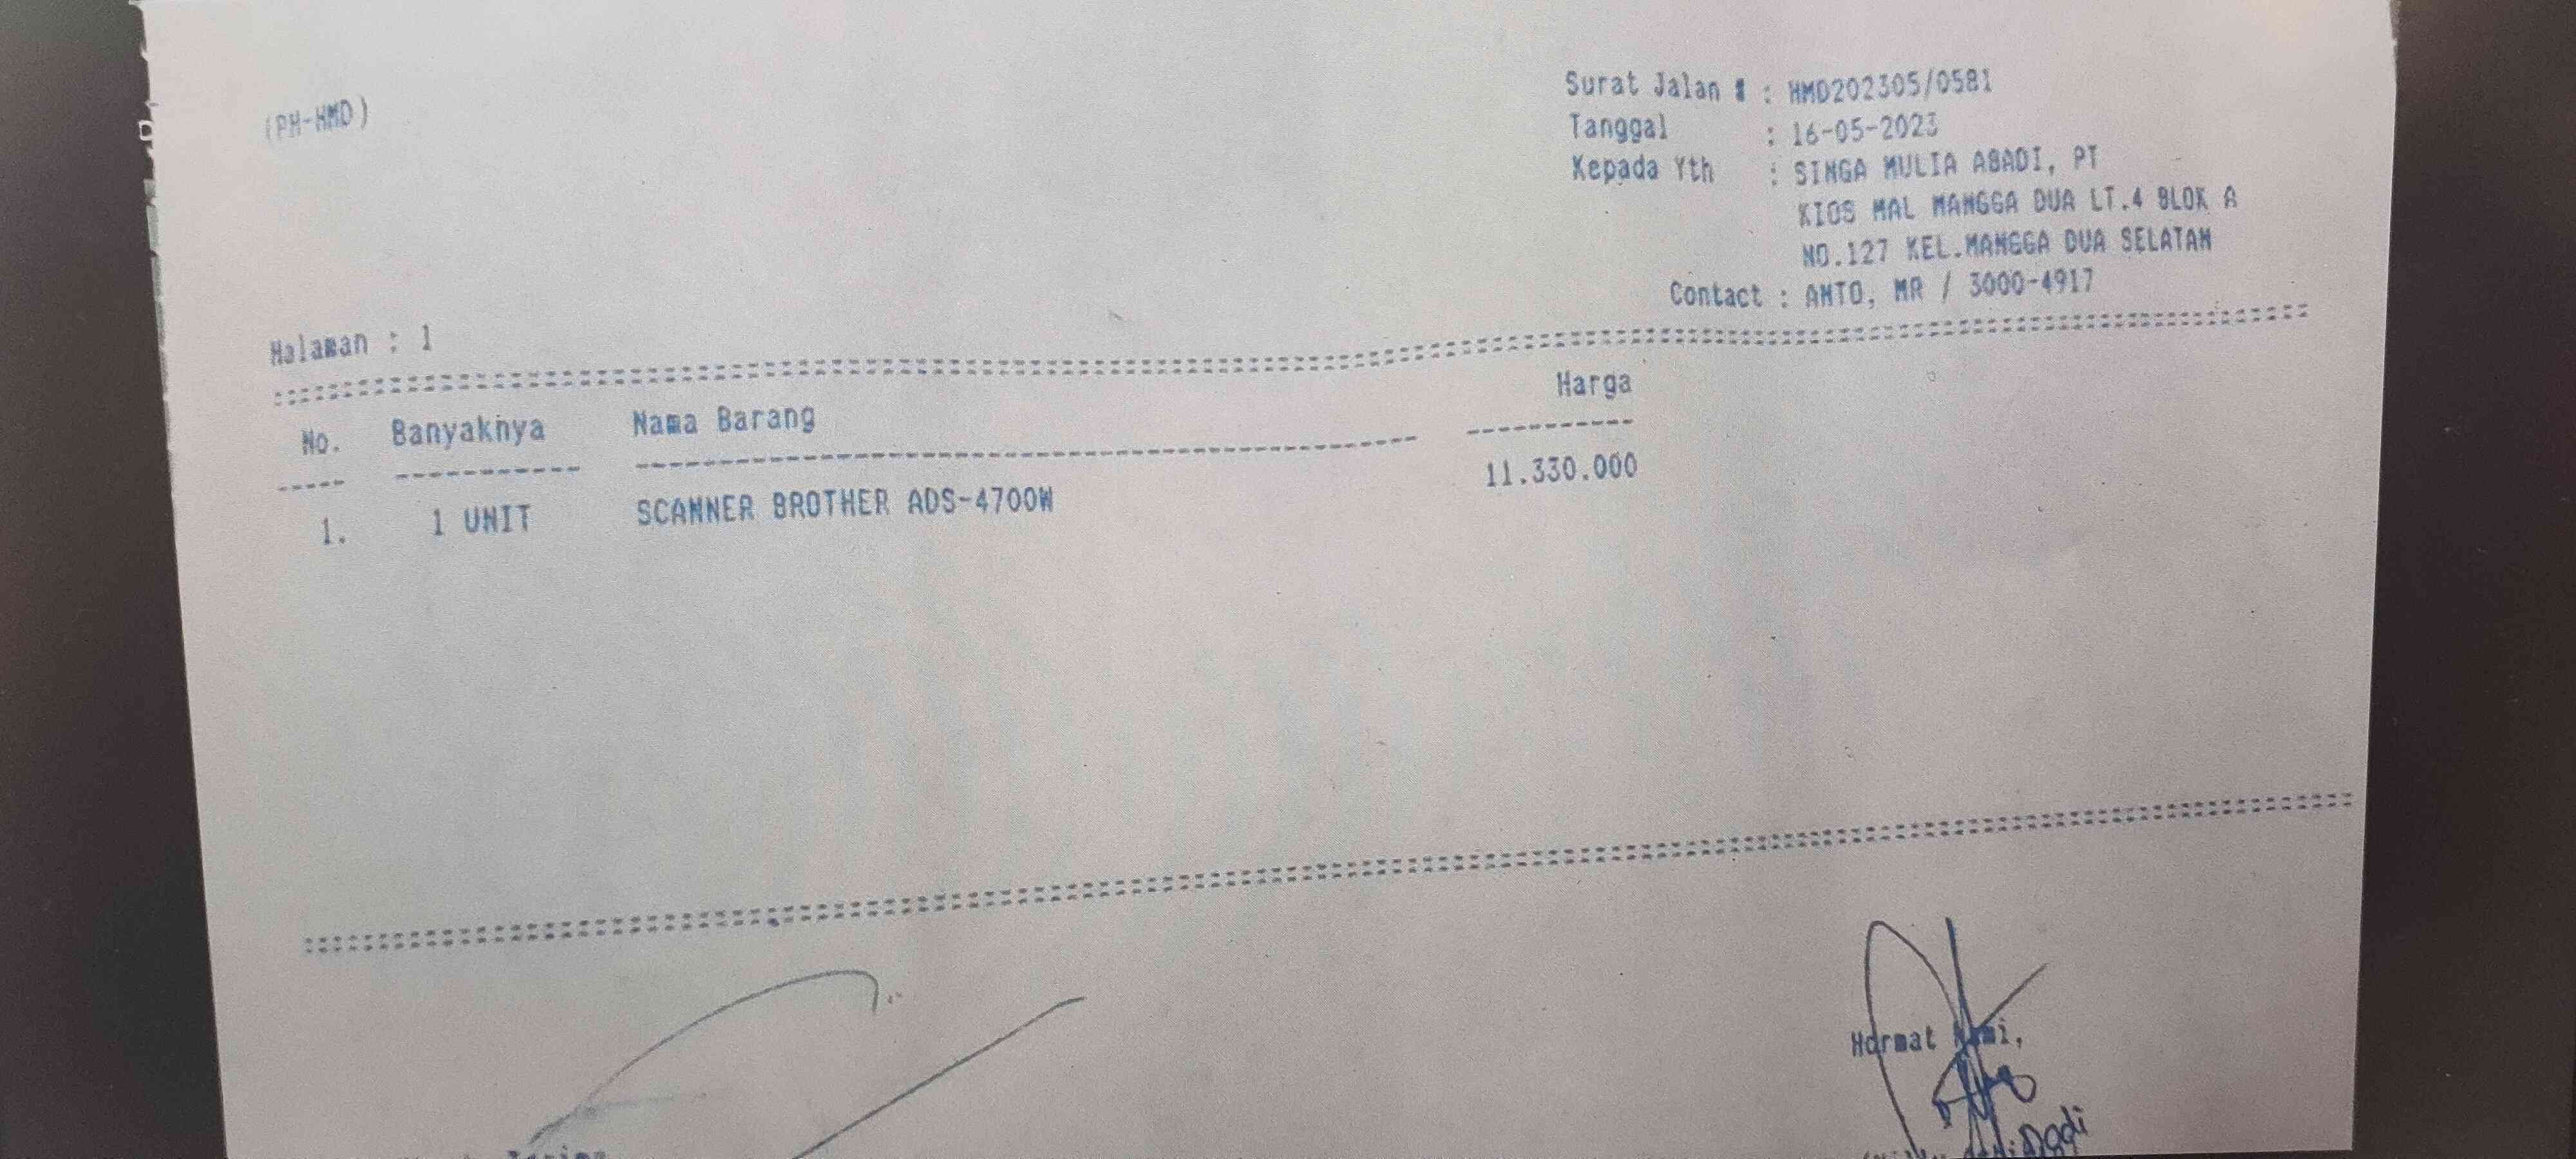 (PM-HMD)
Surat Jalan # : HMD202305/0581
Tanggal : 16-05-2023
Kepada Yth : SINGA MULIA ABADI, PT
KIOS MAL MANGGA DUA LT.4 BLOK A
NO.127 KEL.MANGGA DUA SELATAN
Contact : ANTO, MR / 3000-4917
Halaman : 1
No. Banyaknya Nama Barang Harga
1. 1 UNIT SCANNER BROTHER ADS-4700W 11.330.000
Hormat Kami,